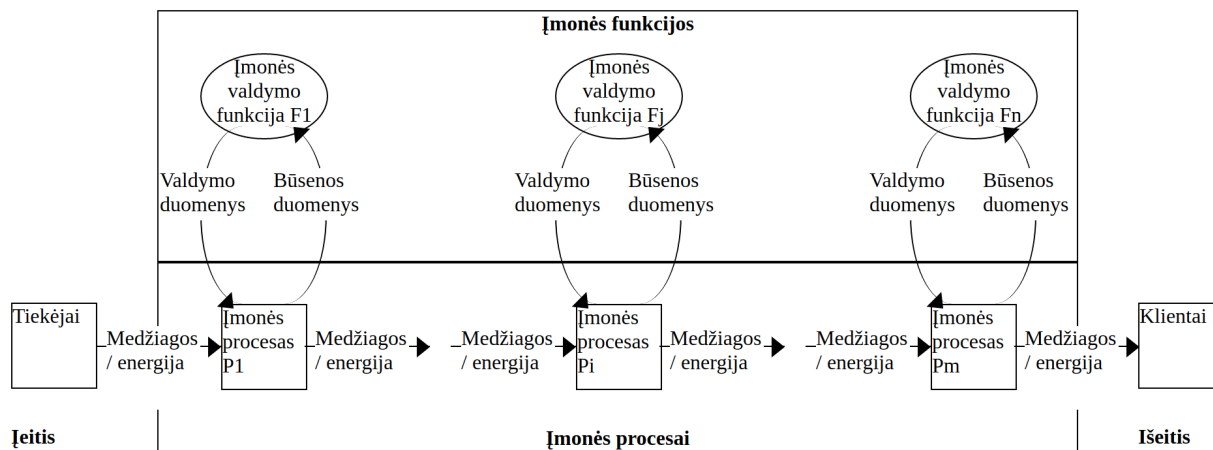 Įmonės funkcijos
Įmonės
valdymo
funkcija F1
Įmonės
valdymo
funkcija Fj
Įmonės
valdymo
funkcija Fn
Valdymo
duomenys
Būsenos
duomenys
Valdymo
duomenys
Būsenos
duomenys
Valdymo
duomenys
Būsenos
duomenys
Tiekėjai
Medžiagos
/ energija
Įmonės
procesas
P1
Medžiagos
/ energija
Medžiagos
/ energija
Įmonės
procesas
Pi
Medžiagos
/ energija
Medžiagos
/ energija
Įmonės
procesas
Pm
Medžiagos
/ energija
Klientai
Įeitis
Įmonės procesai
Išeitis